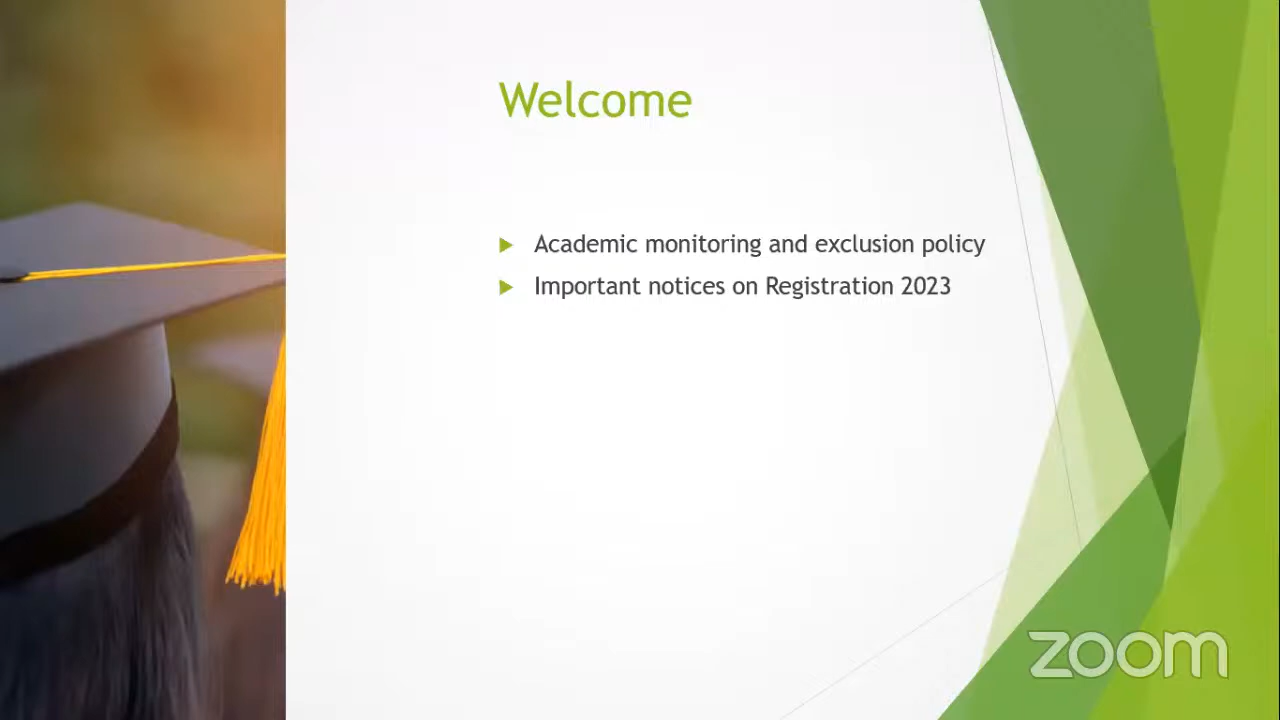 Welcome
Academic monitoring and exclusion policy
Important notices on Registration 2023
zoom